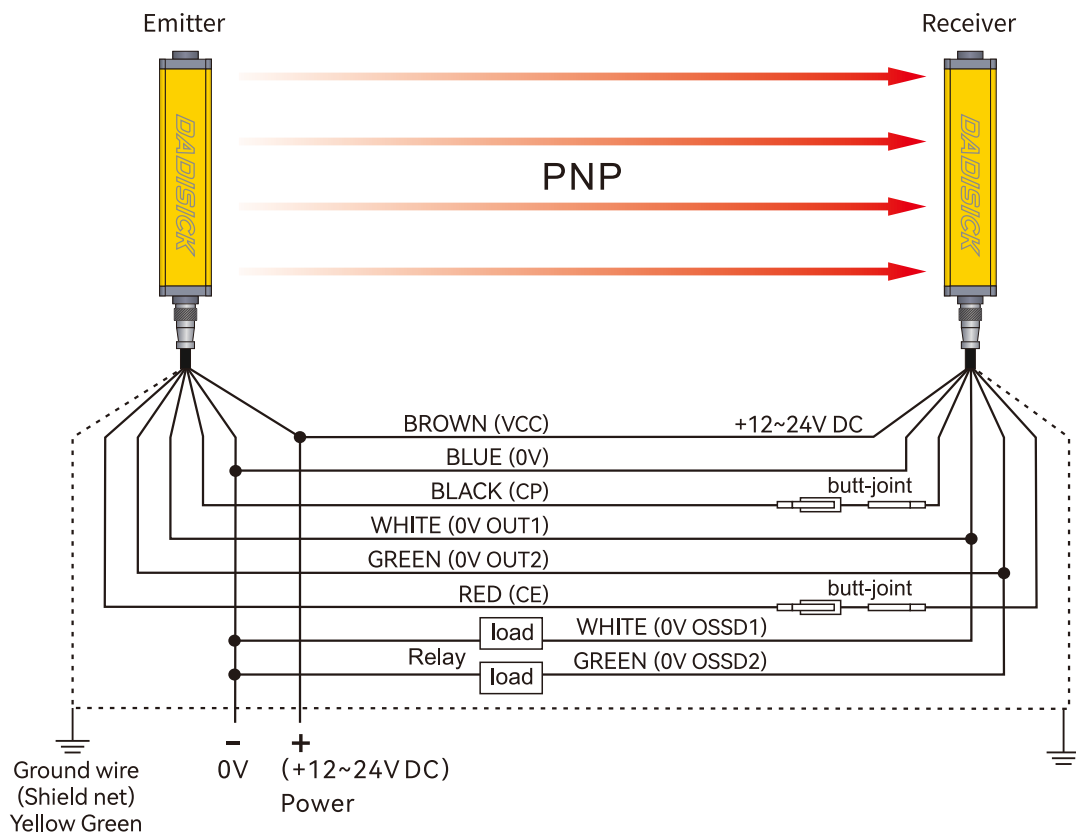 Emitter
Receiver
DADISICK
DADISICK
PNP
BROWN (VCC)
+12~24V DC
BLUE (0V)
BLACK (CP)
butt-joint
WHITE (0V OUT1)
GREEN (0V OUT2)
RED (CE)
butt-joint
load
WHITE (0V OSSD1)
Relay
load
GREEN (0V OSSD2)
- +
0V
(+12~24V DC)
Power
Ground wire
(Shield net)
Yellow Green